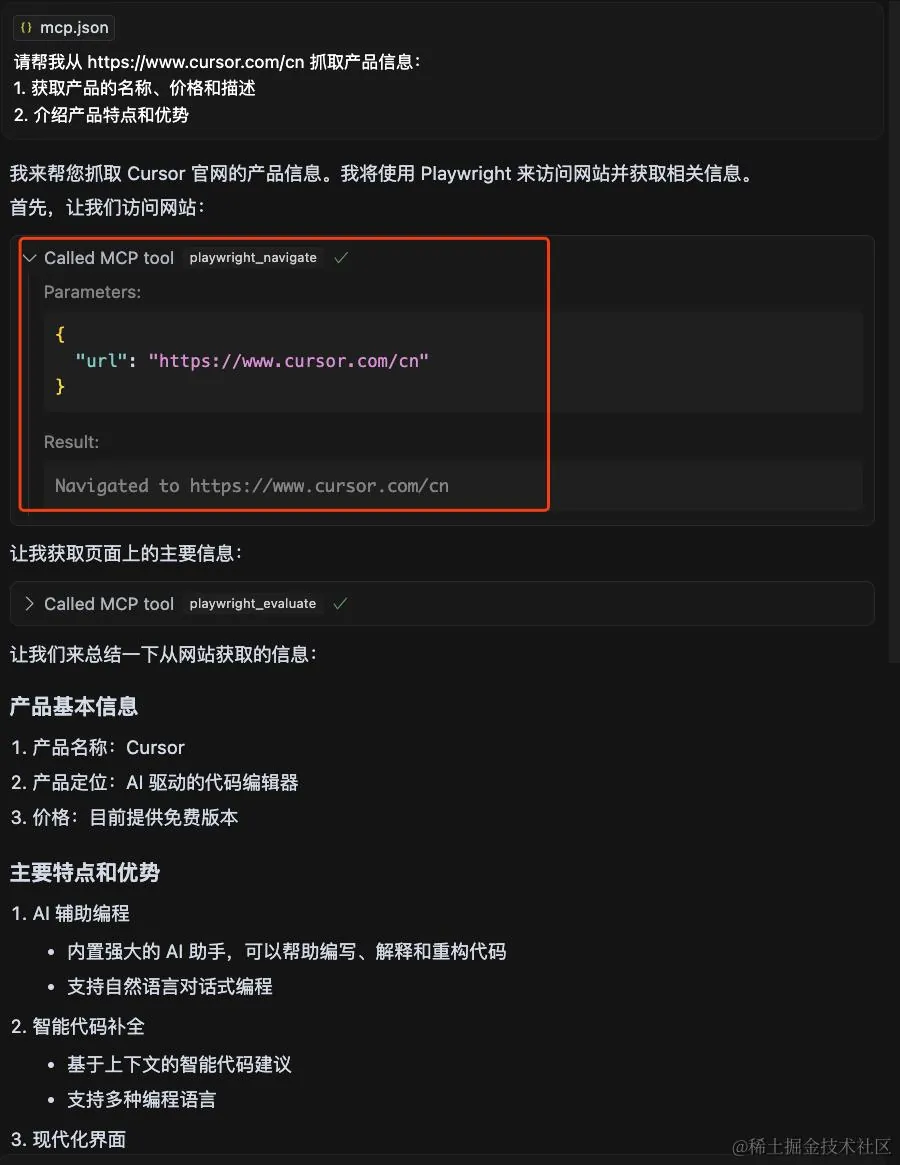 {} mcp.json
请帮我从 https://www.cursor.com/cn 抓取产品信息：
1. 获取产品的名称、价格和描述
2. 介绍产品特点和优势
我来帮您抓取 Cursor 官网的产品信息。我将使用 Playwright 来访问网站并获取相关信息。
首先，让我们访问网站：
Called MCP tool playwright_navigate
Parameters:
{
"url": "https://www.cursor.com/cn"
}
Result:
Navigated to https://www.cursor.com/cn
让我获取页面上的主要信息：
Called MCP tool playwright_evaluate
让我们来总结一下从网站获取的信息：
产品基本信息
1. 产品名称：Cursor
2. 产品定位：AI 驱动的代码编辑器
3. 价格：目前提供免费版本
主要特点和优势
1. AI 辅助编程
• 内置强大的 AI 助手，可以帮助编写、解释和重构代码
• 支持自然语言对话式编程
2. 智能代码补全
• 基于上下文的智能代码建议
• 支持多种编程语言
3. 现代化界面
@稀土掘金技术社区